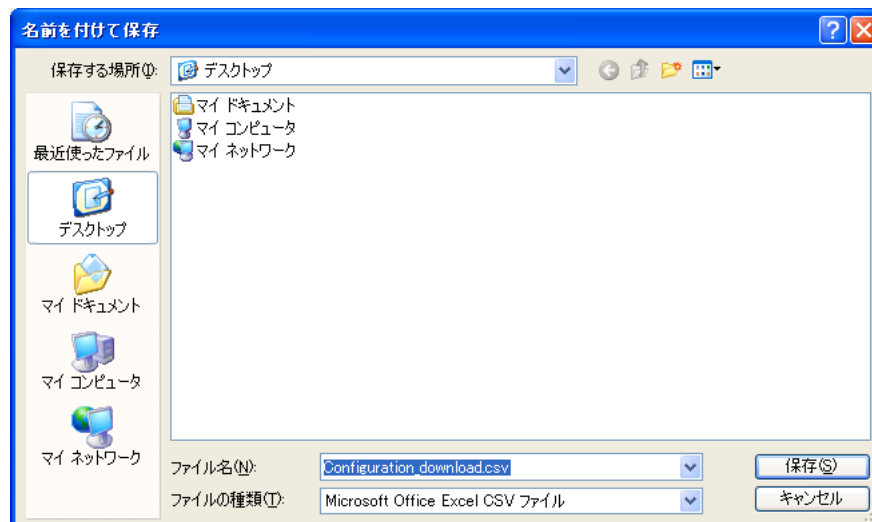 名前を付けて保存
保存する場所(I):
デスクトップ
マイ ドキュメント
マイ コンピュータ
マイ ネットワーク
最近使ったファイル
デスクトップ
マイ ドキュメント
マイ コンピュータ
マイ ネットワーク
ファイル名(N):
Configuration_download.csv
保存(S)
ファイルの種類(T):
Microsoft Office Excel CSV ファイル
キャンセル